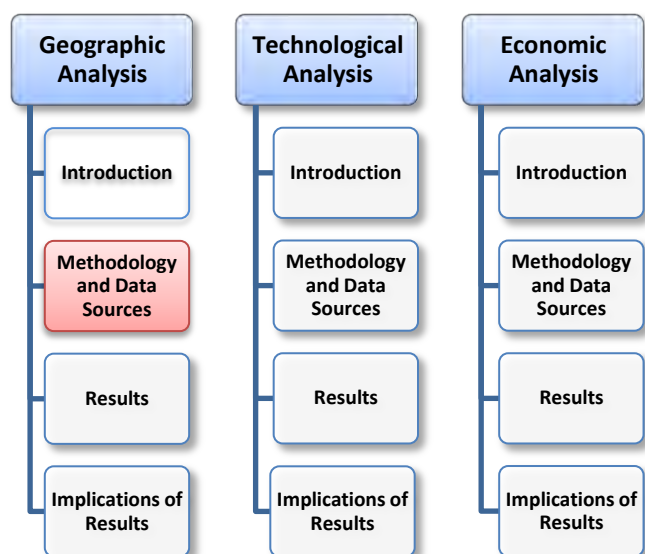 Geographic
Analysis
Introduction
Methodology
and Data
Sources
Results
Implications of
Results
Technological
Analysis
Introduction
Methodology
and Data
Sources
Results
Implications of
Results
Economic
Analysis
Introduction
Methodology
and Data
Sources
Results
Implications of
Results